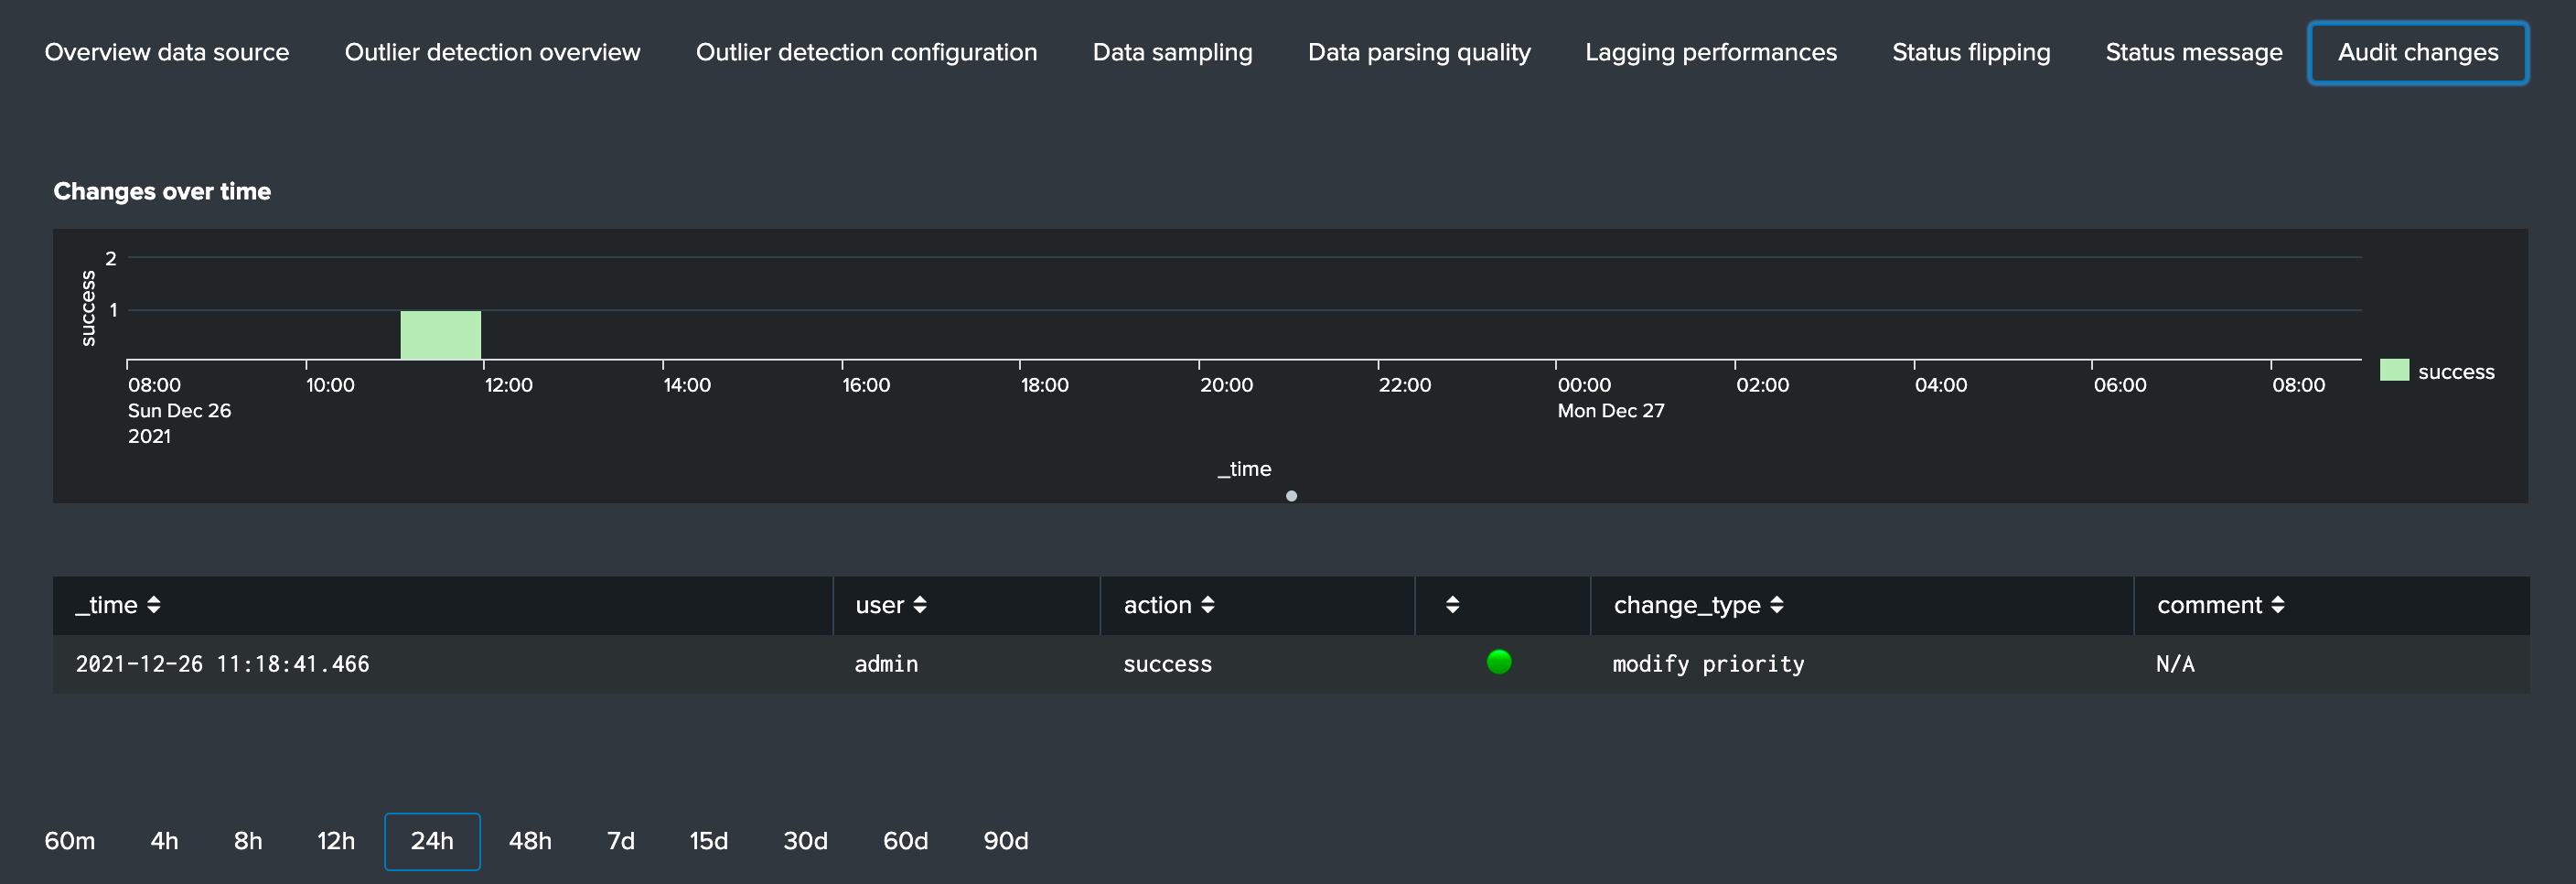 Overview data source Outlier detection overview Outlier detection configuration Data sampling Data parsing quality Lagging performances Status flipping Status message Audit changes
Changes over time
success
2
1
08:00 10:00 12:00 14:00 16:00 18:00 20:00 22:00 00:00 02:00 04:00 06:00 08:00
Sun Dec 26 Mon Dec 27
2021
_time
success
_time user action change_type comment
2021-12-26 11:18:41.466 admin success modify priority N/A
60m 4h 8h 12h 24h 48h 7d 15d 30d 60d 90d